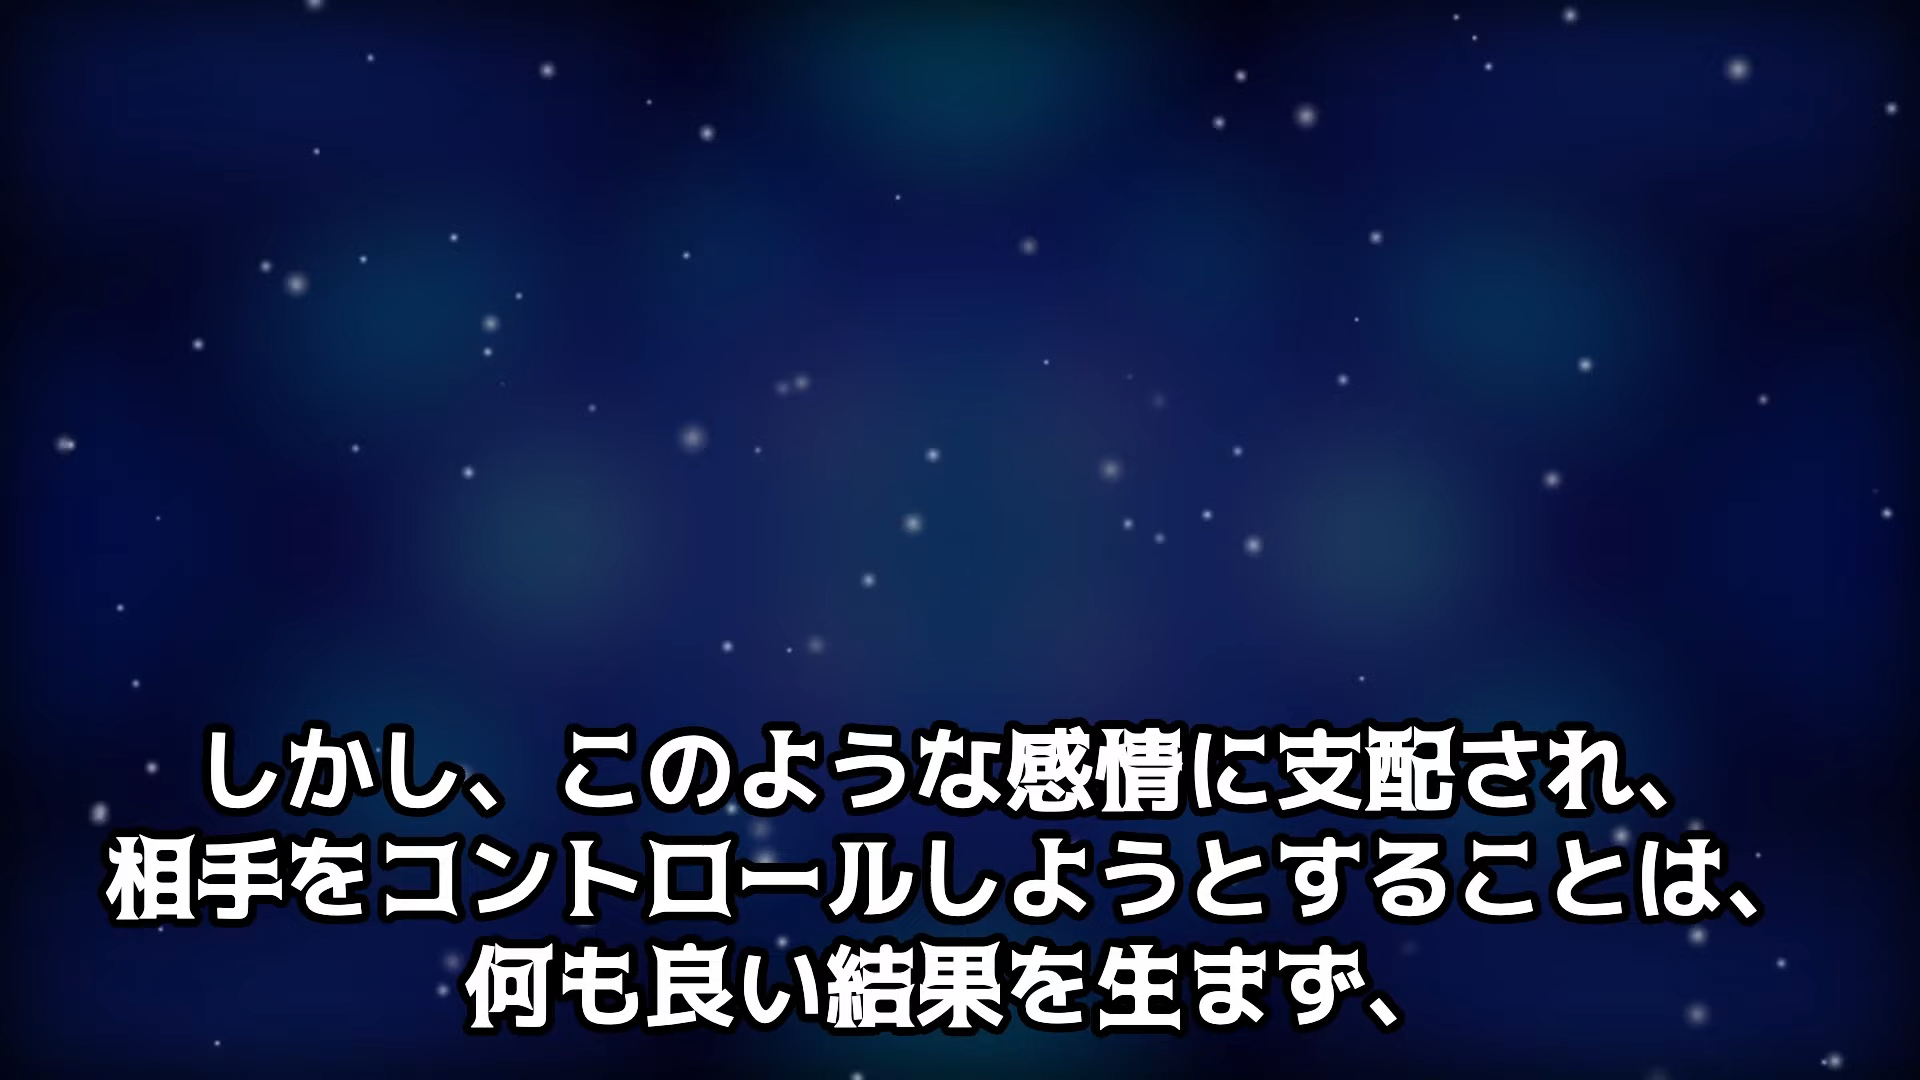 しかし、このような感情に支配され、
相手をコントロールしようとすることは、
何も良い結果を生まず、